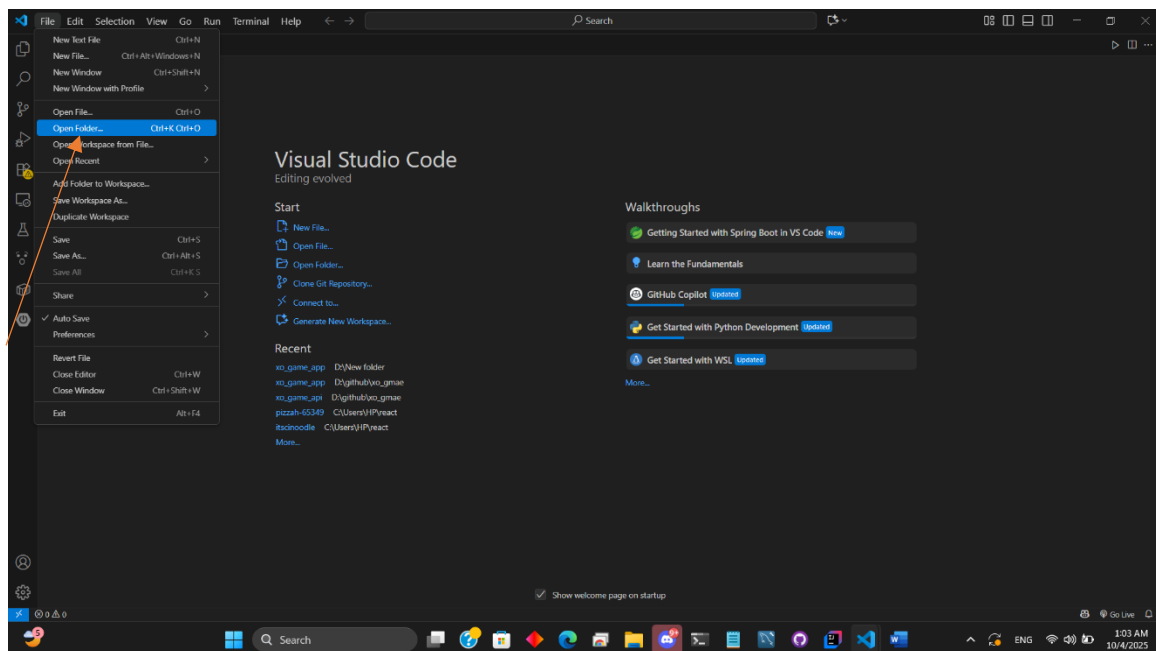 File Edit Selection View Go Run Terminal Help
Search
New Text File Ctrl+N
New File... Ctrl+Alt+Windows+N
New Window Ctrl+Shift+N
New Window with Profile
Open File... Ctrl+O
Open Folder... Ctrl+K Ctrl+O
Open Workspace from File...
Open Recent
Add Folder to Workspace...
Save Workspace As...
Duplicate Workspace
Save Ctrl+S
Save As... Ctrl+Alt+S
Save All Ctrl+K S
Share
Auto Save
Preferences
Revert File
Close Editor Ctrl+W
Close Window Ctrl+Shift+W
Exit Alt+F4
Visual Studio Code
Editing evolved
Start
New File...
Open File...
Open Folder...
Clone Git Repository...
Connect to...
Generate New Workspace...
Recent
xo_game_app D:\New folder
xo_game_app D:\github\xo_gmae
xo_game_api D:\github\xo_gmae
pizzah-65349 C:\Users\HP\react
itscinoodle C:\Users\HP\react
More...
Walkthroughs
Getting Started with Spring Boot in VS Code New
Learn the Fundamentals
GitHub Copilot Updated
Get Started with Python Development Updated
Get Started with WSL Updated
More...
Show welcome page on startup
0 0
Go Live
5
Search
ENG
1:03 AM
10/4/2025